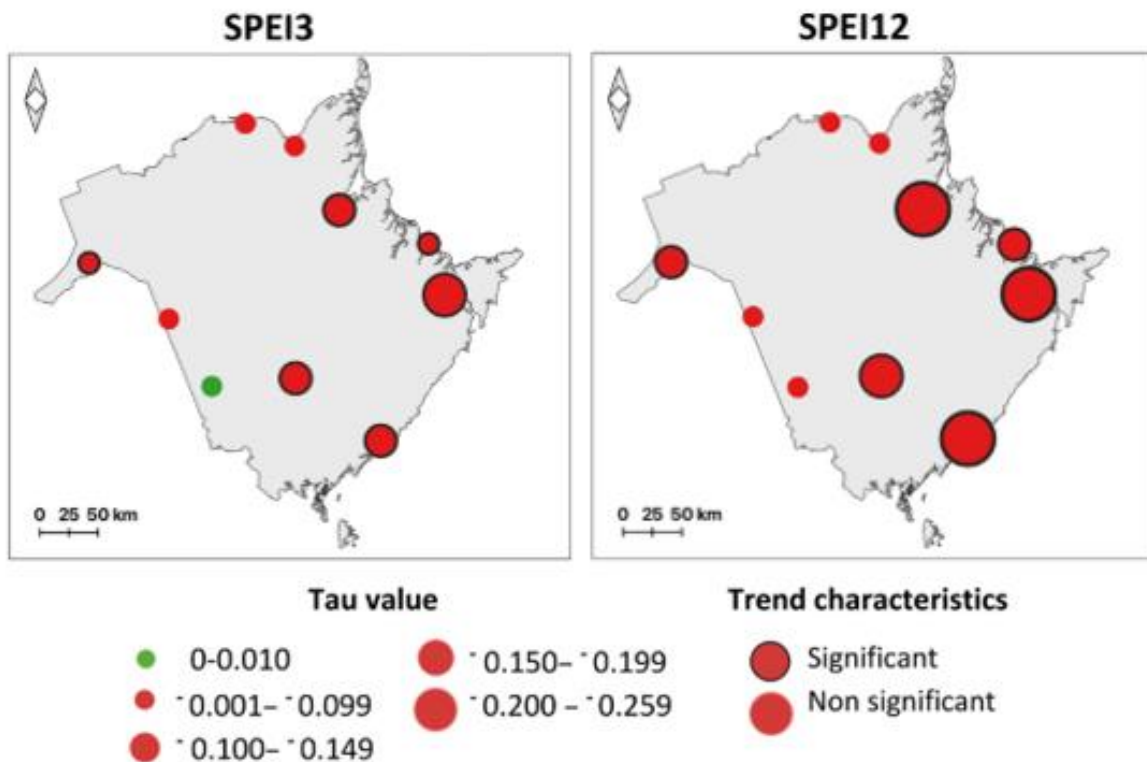 SPEI3
SPEI12
0 25 50 km
0 25 50 km
Tau value
Trend characteristics
0-0.010
-0.001– -0.099
-0.100– -0.149
-0.150– -0.199
-0.200 – -0.259
Significant
Non significant